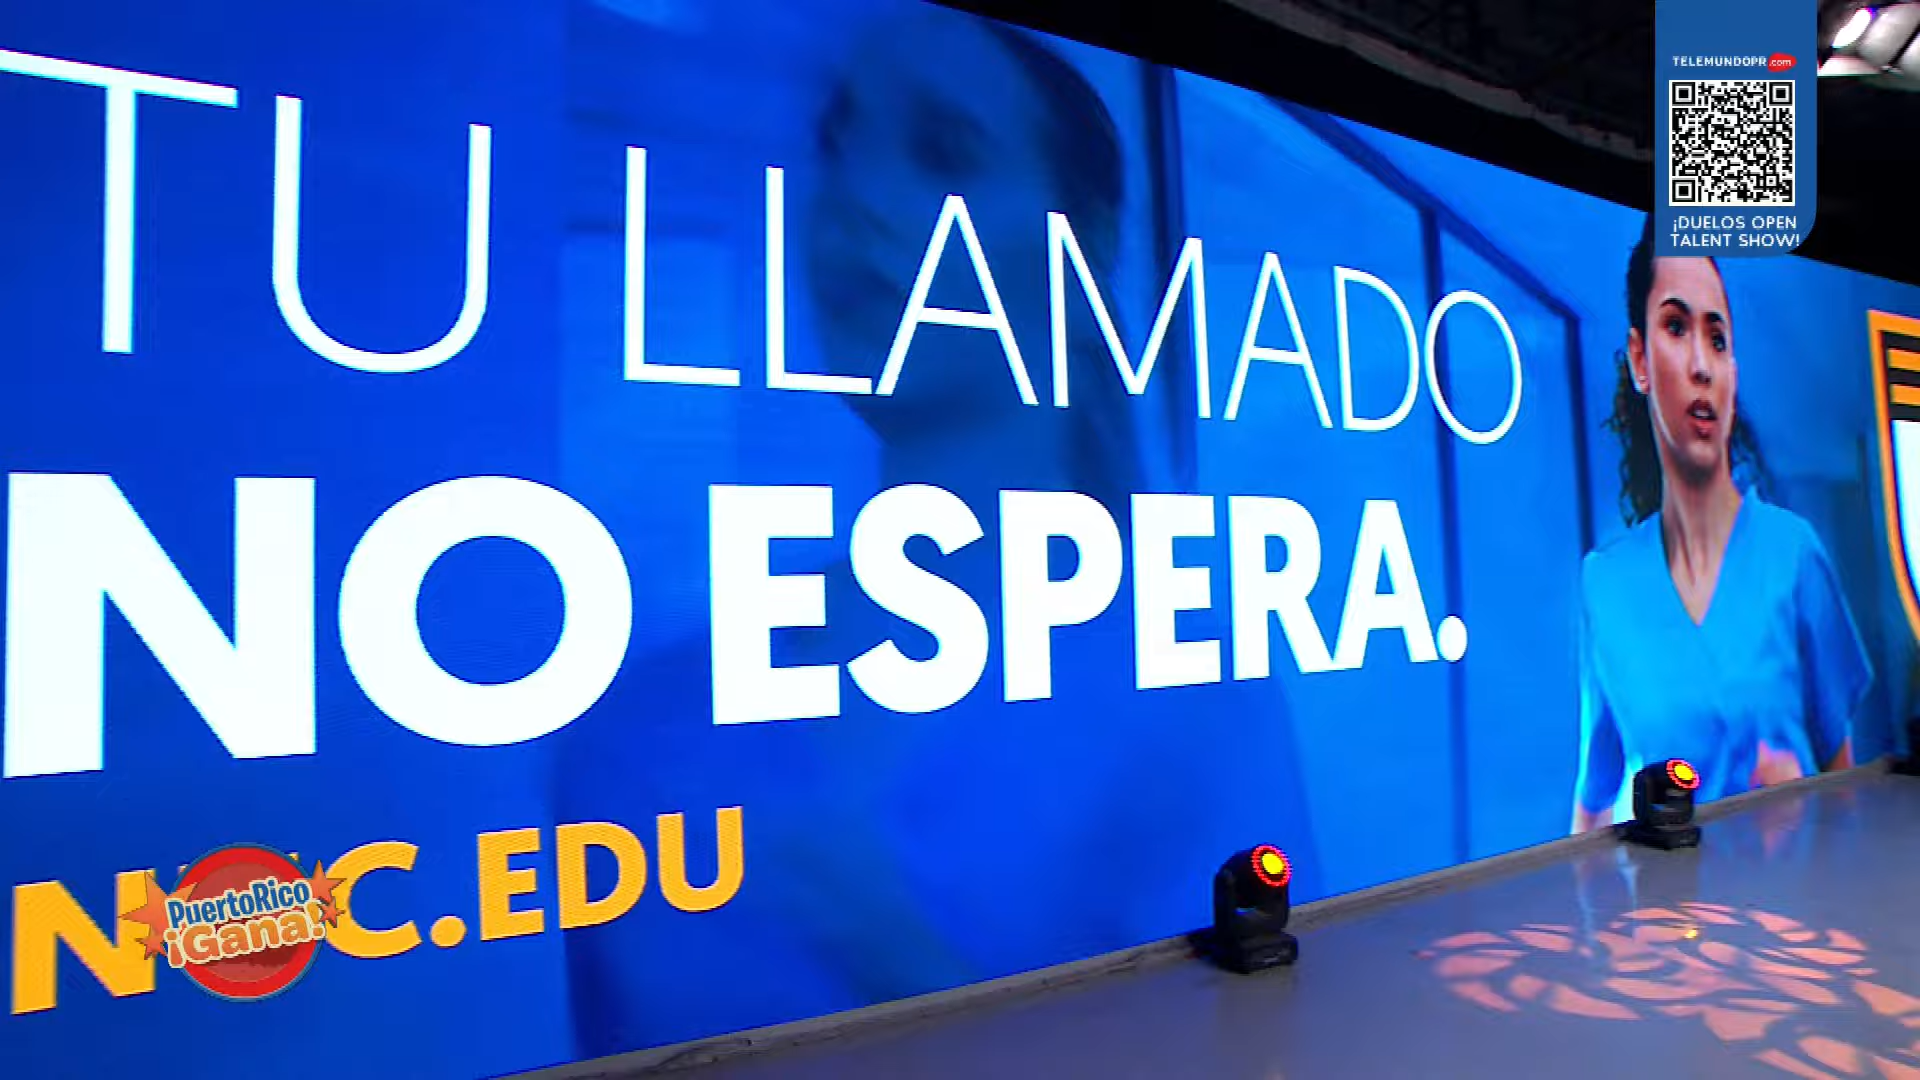 TELEMUNDOPR.com
¡DUELOS OPEN
TALENT SHOW!
TU LLAMADO
NO ESPERA.
C.EDU
PuertoRico
¡Gana!